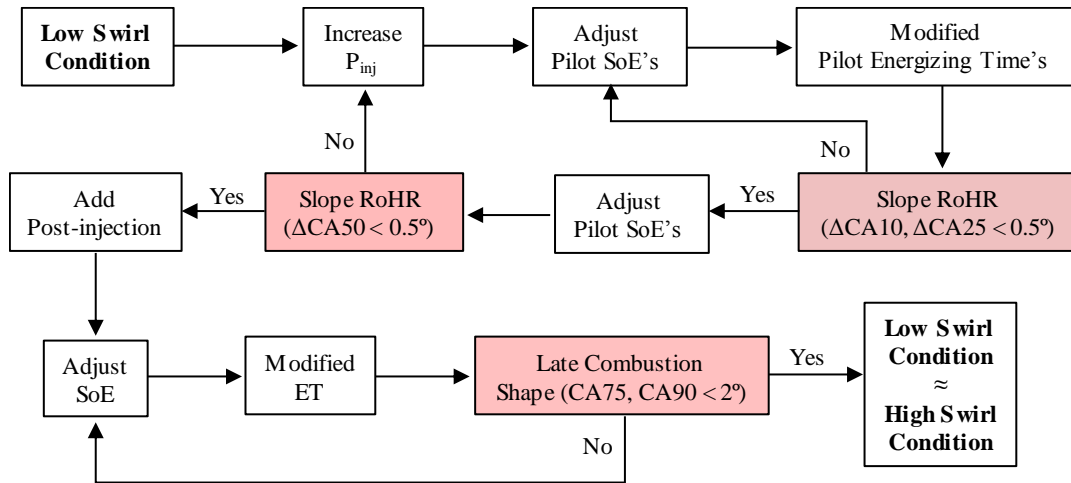 Low Swirl
Condition
Increase
Pinj
Adjust
Pilot SoE's
Modified
Pilot Energizing Time's
No
No
Add
Post-injection
Yes
Slope RoHR
(ΔCA50 < 0.5º)
Adjust
Pilot SoE's
Yes
Slope RoHR
(ΔCA10, ΔCA25 < 0.5º)
Adjust
SoE
Modified
ET
Late Combustion
Shape (CA75, CA90 < 2º)
Yes
Low Swirl
Condition
≈
High Swirl
Condition
No